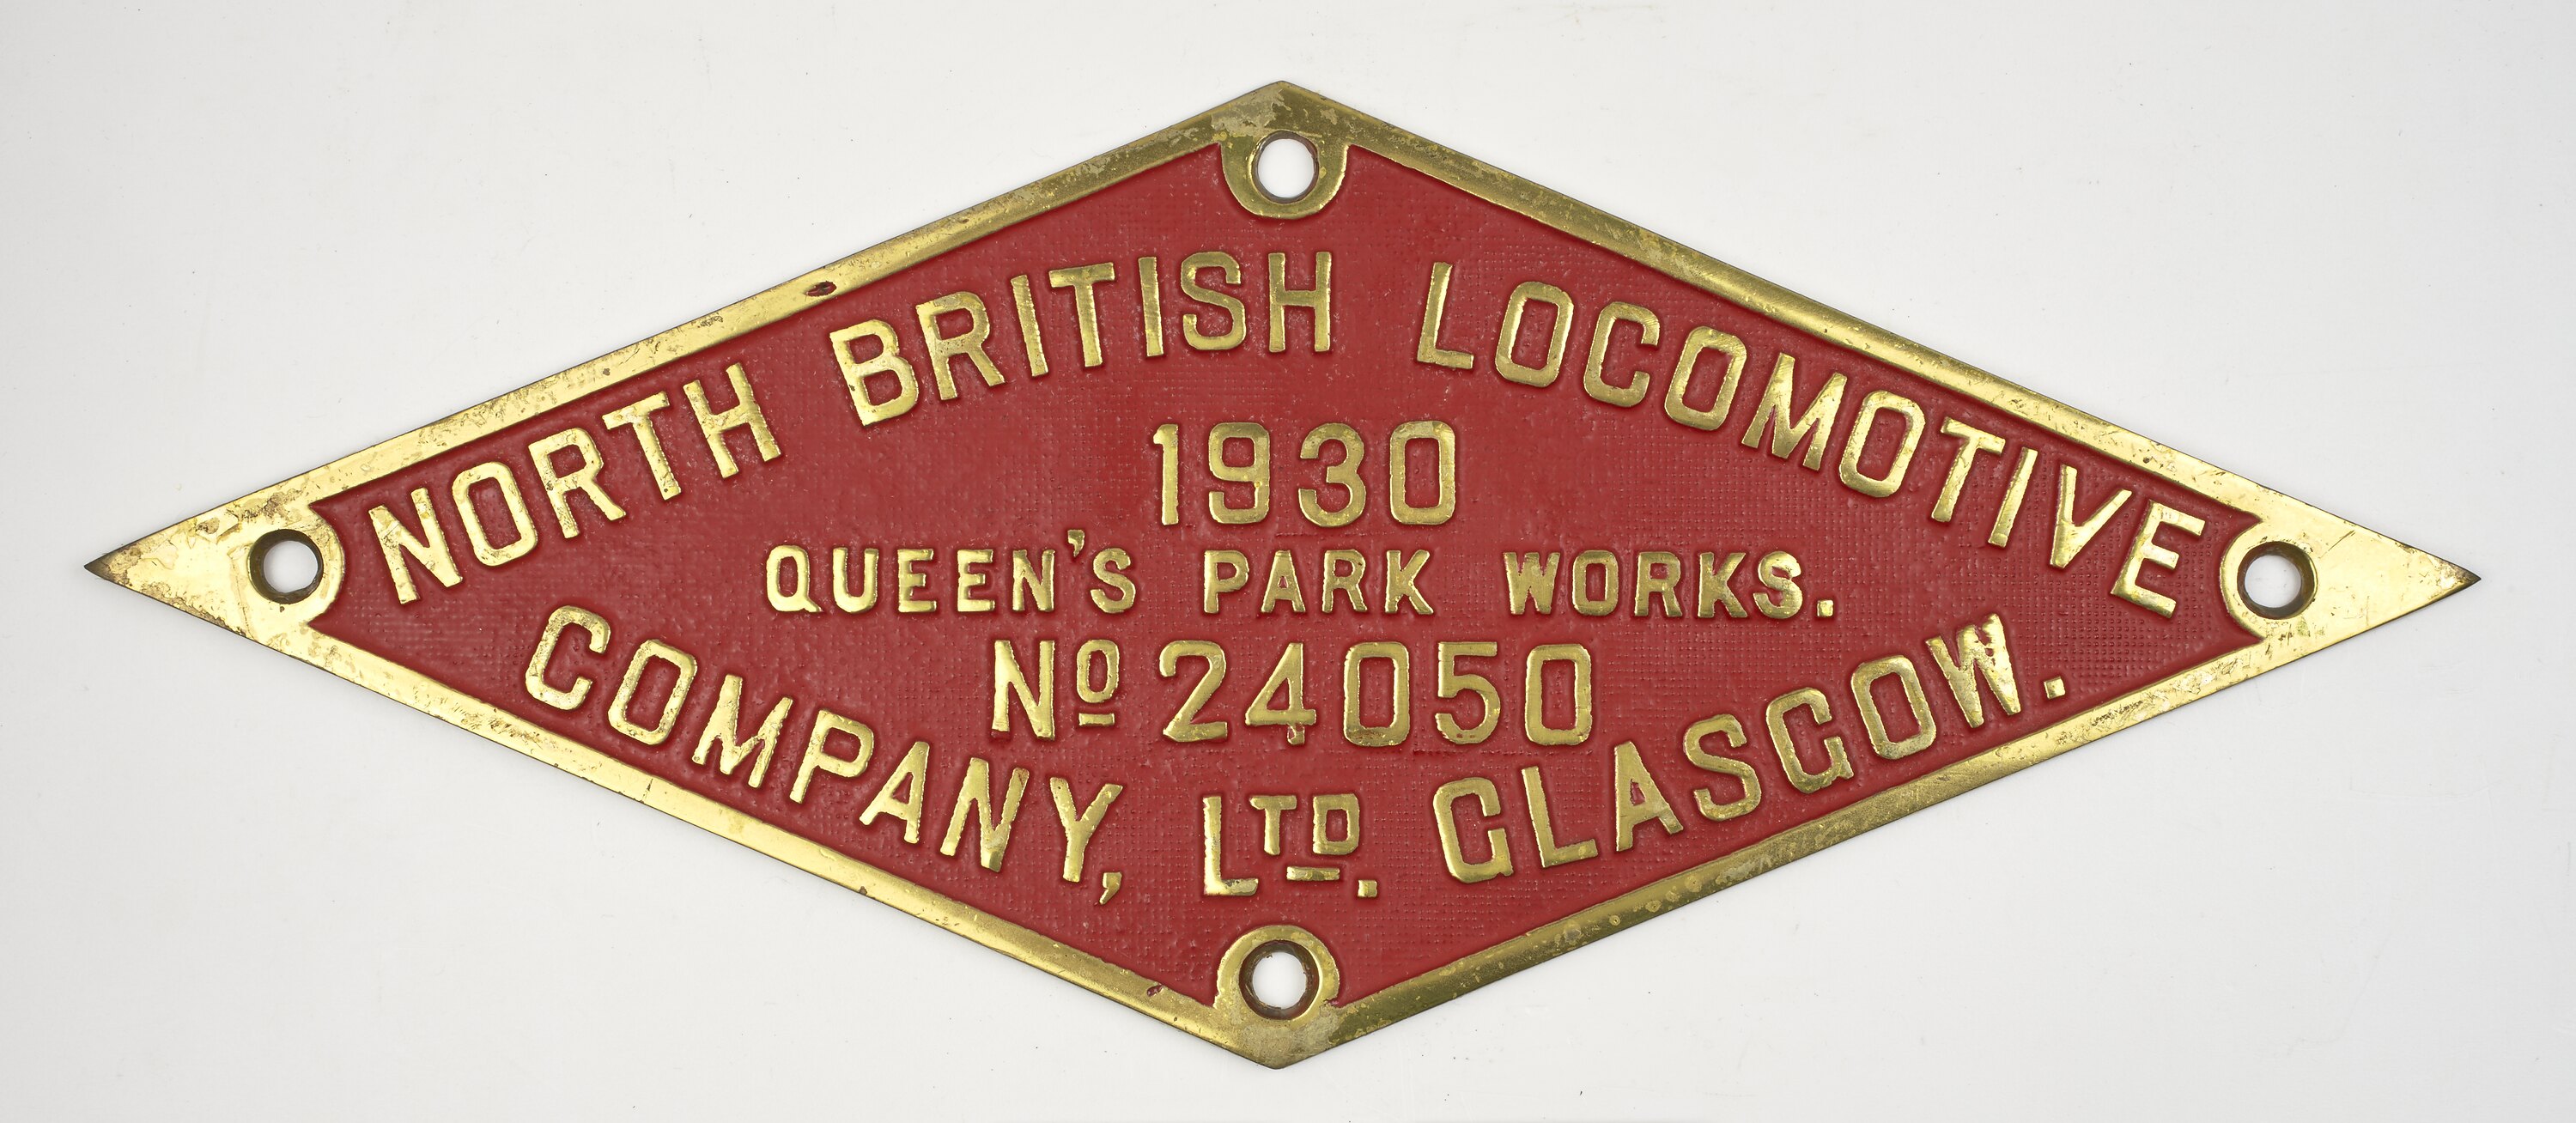 NORTH BRITISH LOCOMOTIVE
1930
QUEEN'S PARK WORKS.
Nº 24050
COMPANY, LTD. GLASGOW.